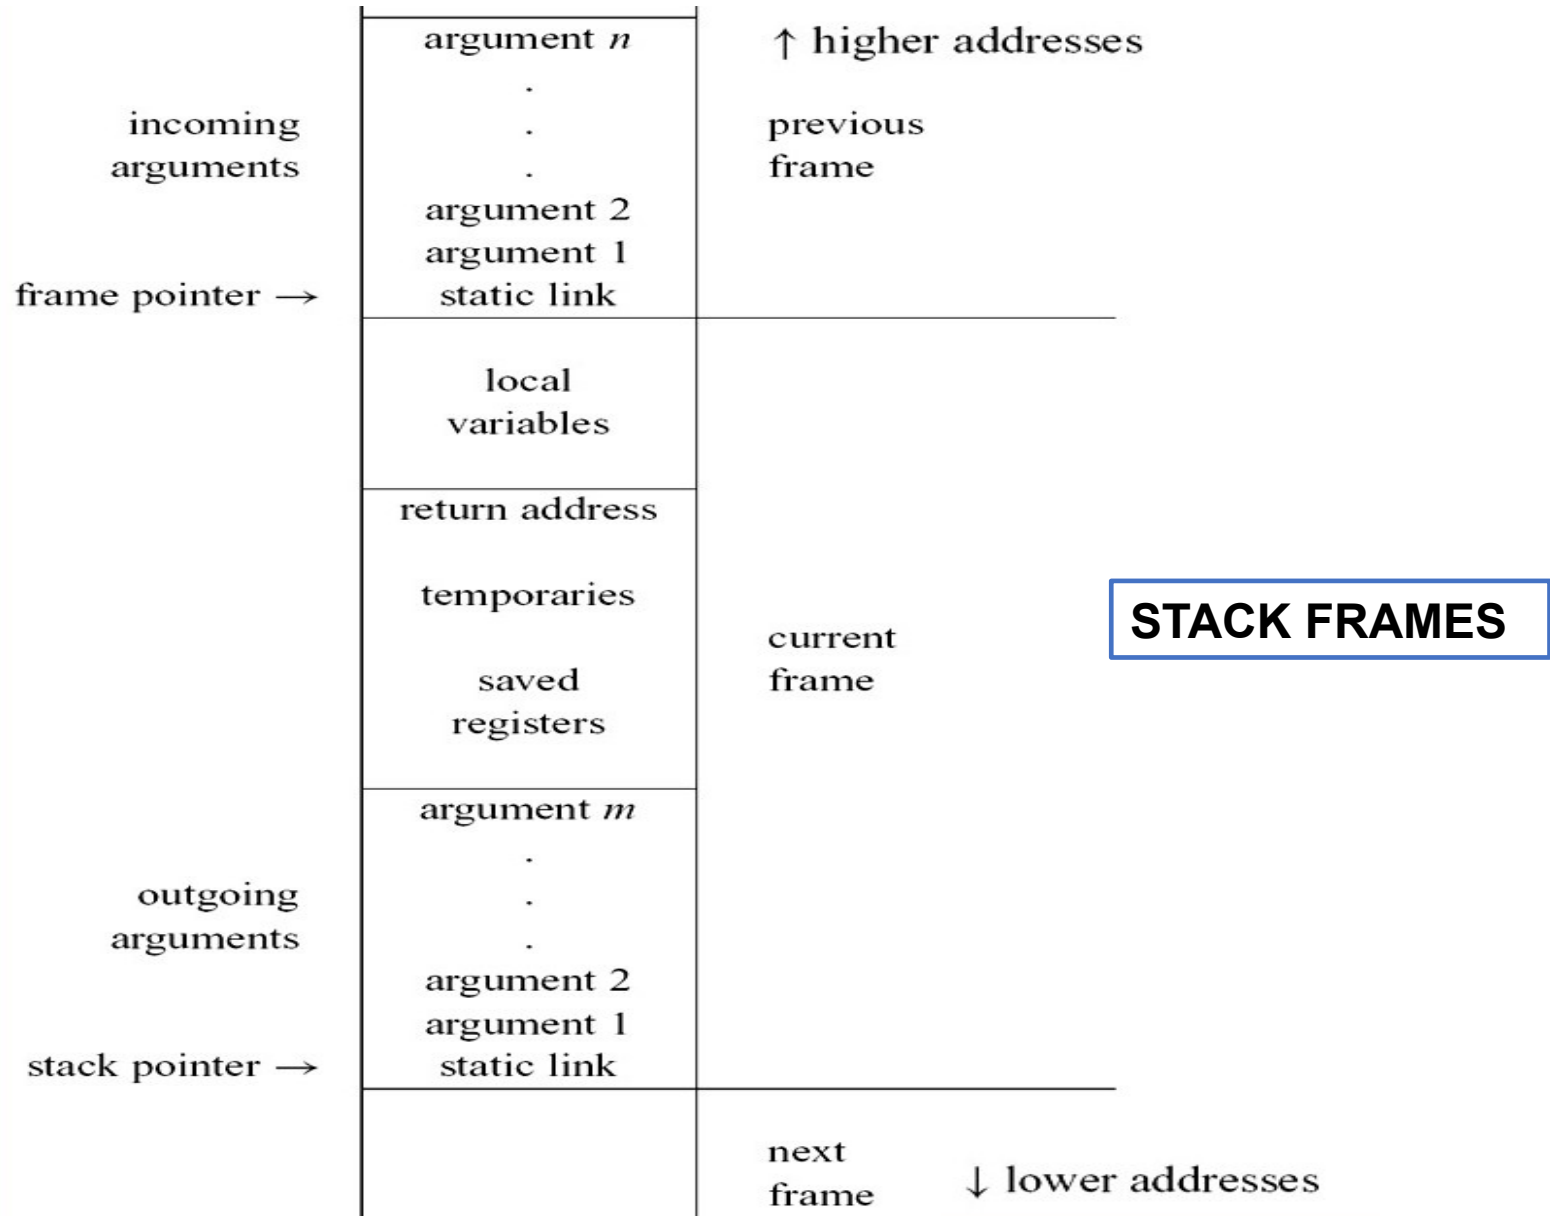 argument n
↑ higher addresses
.
incoming
arguments
.
.
previous
frame
argument 2
argument 1
frame pointer →
static link
local
variables
return address
temporaries
saved
registers
current
frame
STACK FRAMES
argument m
.
outgoing
arguments
.
.
argument 2
argument 1
stack pointer →
static link
next
frame
↓ lower addresses